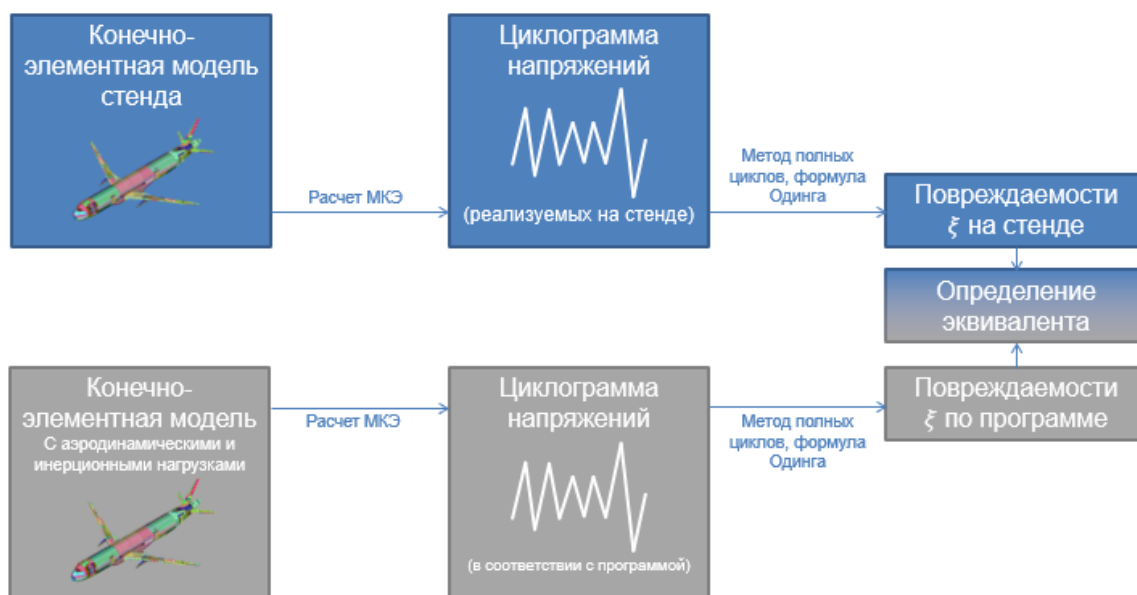 Конечно-
элементная модель
стенда
Расчет МКЭ
Циклограмма
напряжений
(реализуемых на стенде)
Метод полных
циклов, формула
Одинга
Повреждаемости
ξ на стенде
Определение
эквивалента
Конечно-
элементная модель
С аэродинамическими и
инерционными нагрузками
Расчет МКЭ
Циклограмма
напряжений
(в соответствии с программой)
Метод полных
циклов, формула
Одинга
Повреждаемости
ξ по программе